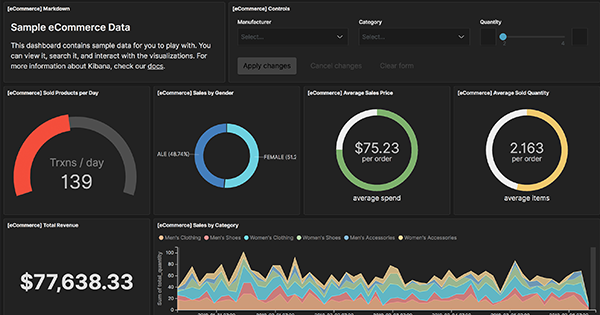 [eCommerce] Markdown
Sample eCommerce Data
This dashboard contains sample data for you to play with. You
can view it, search it, and interact with the visualizations. For
more information about Kibana, check our docs.
[eCommerce] Controls
Manufacturer
Category
Quantity
Select...
Select...
Apply changes
Cancel changes
Clear form
[eCommerce] Sold Products per Day
Trxns / day
139
[eCommerce] Sales by Gender
ALE (48.74%)
FEMALE (51.2
[eCommerce] Average Sales Price
$75.23
per order
average spend
[eCommerce] Average Sold Quantity
2.163
per order
average items
[eCommerce] Total Revenue
$77,638.33
[eCommerce] Sales by Category
Men's Clothing
Men's Shoes
Women's Clothing
Women's Shoes
Men's Accessories
Women's Accessories
Sum of total_quantity
100
80
60
40
20
0